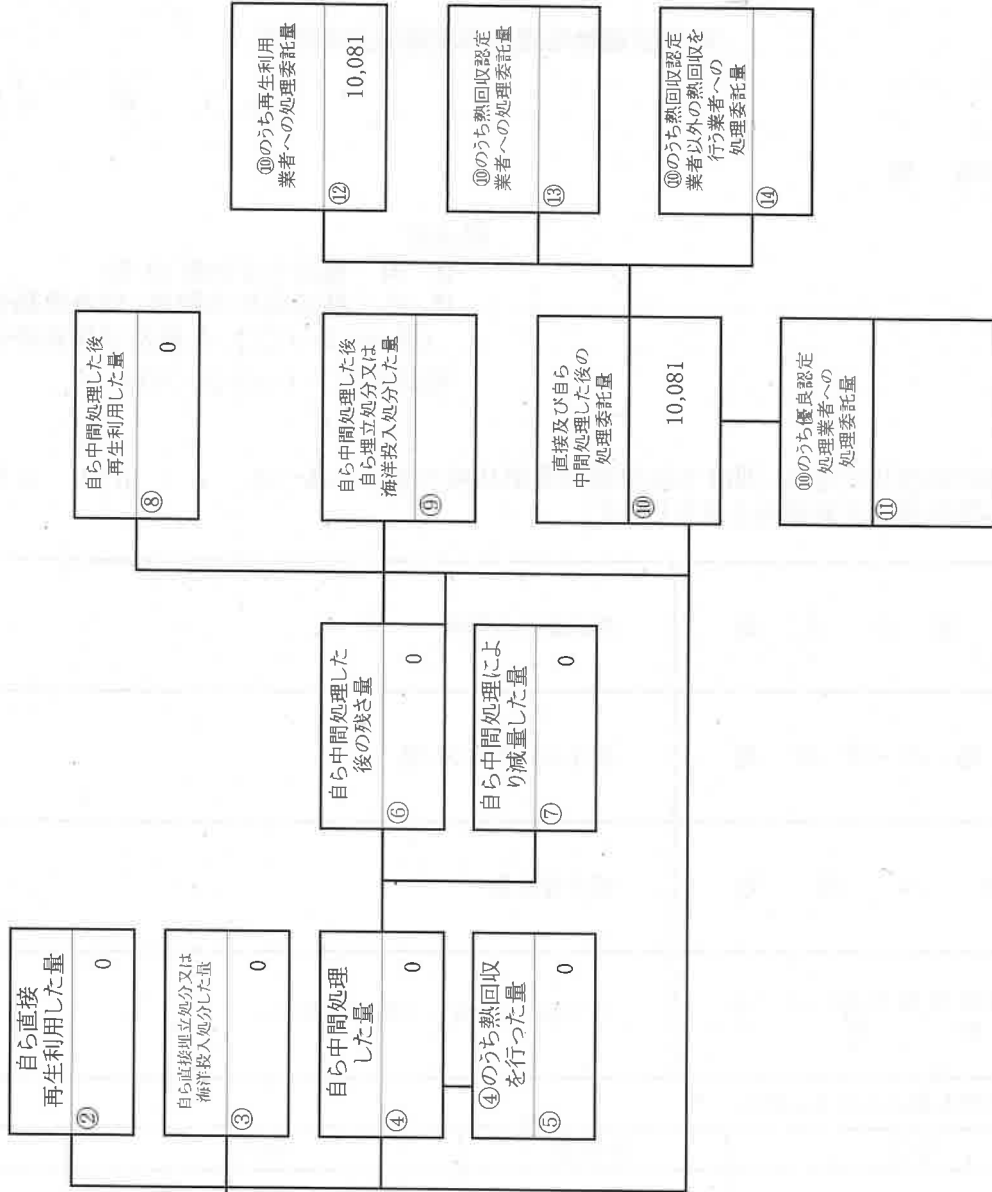 自ら直接
再生利用した量
②
0
自ら直接埋立処分又は
海洋投入処分した量
③
0
自ら中間処理
した量
④
0
④のうち熱回収
を行った量
⑤
0
自ら中間処理した
後の残さ量
⑥
0
自ら中間処理によ
り減量した量
⑦
0
自ら中間処理した後
再生利用した量
⑧
0
自ら中間処理した後
自ら埋立処分又は
海洋投入処分した量
⑨
直接及び自ら
中間処理した後の
処理委託量
⑩
10,081
⑩のうち優良認定
処理業者への
処理委託量
⑪
⑩のうち再生利用
業者への処理委託量
⑫
10,081
⑩のうち熱回収認定
業者への処理委託量
⑬
⑩のうち熱回収認定
業者以外の熱回収を
行う業者への
処理委託量
⑭